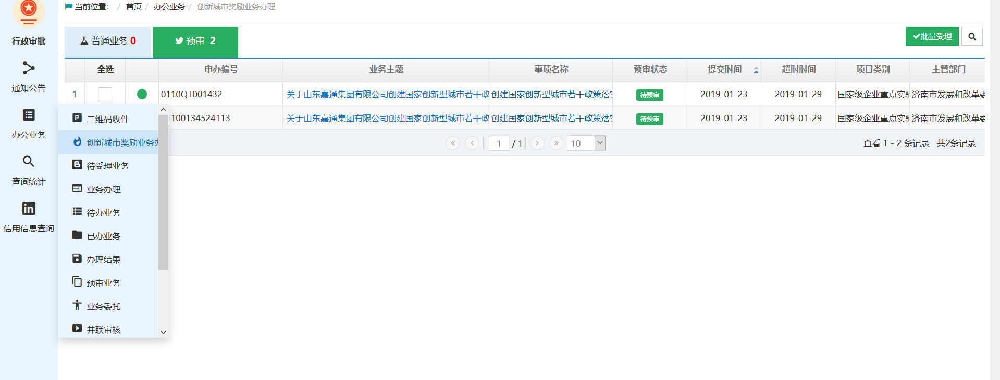 当前位置： / 首页 / 办公业务 / 创新城市奖励业务办理
行政审批
通知公告
办公业务
查询统计
信用信息查询
普通业务 0
预审 2
批量受理
全选 申办编号 业务主题 事项名称 预审状态 提交时间 超时时间 项目类别 主管部门
1 0110QT001432 关于山东嘉通集团有限公司创建国家创新型城市若干政 创建国家创新型城市若干政策落 待预审 2019-01-23 2019-01-29 国家级企业重点实 济南市发展和改革委
1100134524113 关于山东嘉通集团有限公司创建国家创新型城市若干政 创建国家创新型城市若干政策落 待预审 2019-01-23 2019-01-29 国家级企业重点实 济南市发展和改革委
1 / 1 10 查看 1 - 2 条记录 共2条记录
二维码收件
创新城市奖励业务
待受理业务
业务办理
待办业务
已办业务
办理结果
预审业务
业务委托
并联审核